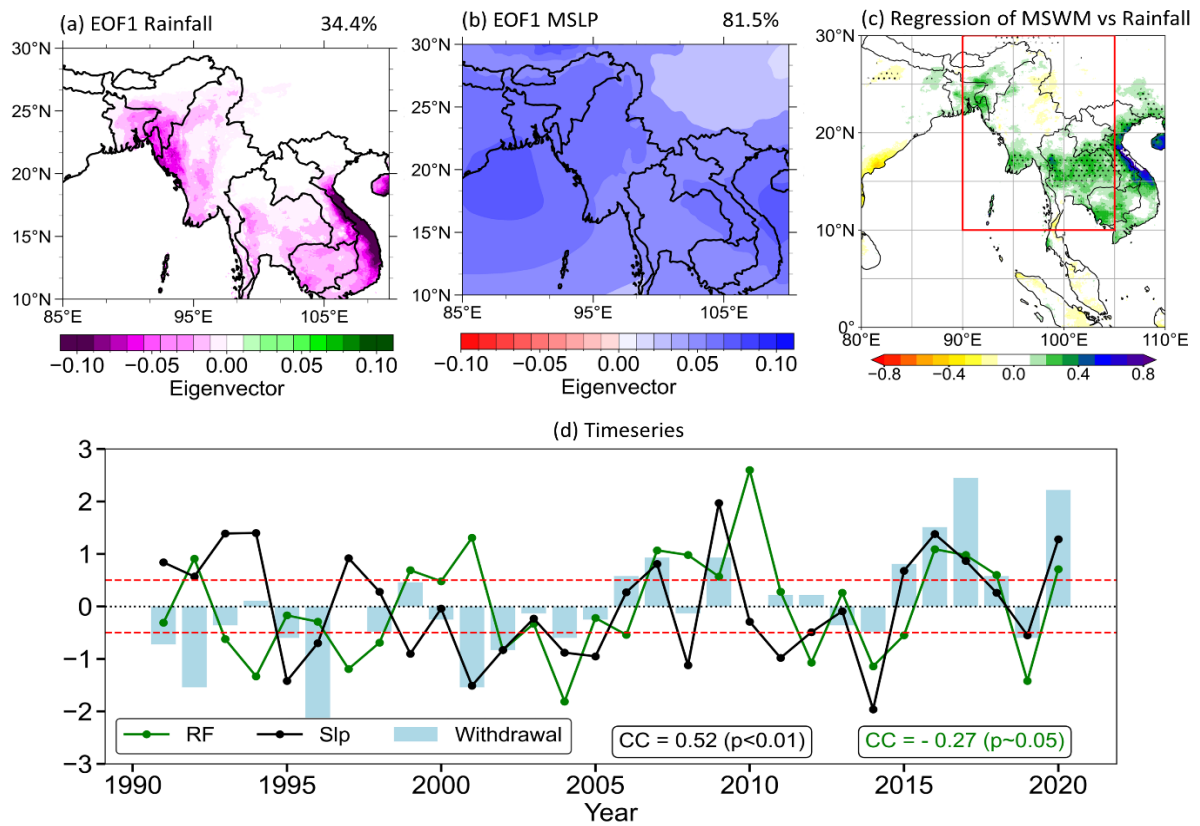 (a) EOF1 Rainfall 34.4%
(b) EOF1 MSLP 81.5%
(c) Regression of MSWM vs Rainfall
30°N
25°N
20°N
15°N
10°N
85°E 95°E 105°E
−0.10 −0.05 0.00 0.05 0.10
Eigenvector
30°N
25°N
20°N
15°N
10°N
85°E 95°E 105°E
−0.10 −0.05 0.00 0.05 0.10
Eigenvector
30°N
20°N
10°N
0°
80°E 90°E 100°E 110°E
−0.8 −0.4 0.0 0.4 0.8
(d) Timeseries
3
2
1
0
−1
−2
−3
RF Slp Withdrawal
CC = 0.52 (p<0.01)
CC = - 0.27 (p~0.05)
1990 1995 2000 2005 2010 2015 2020
Year